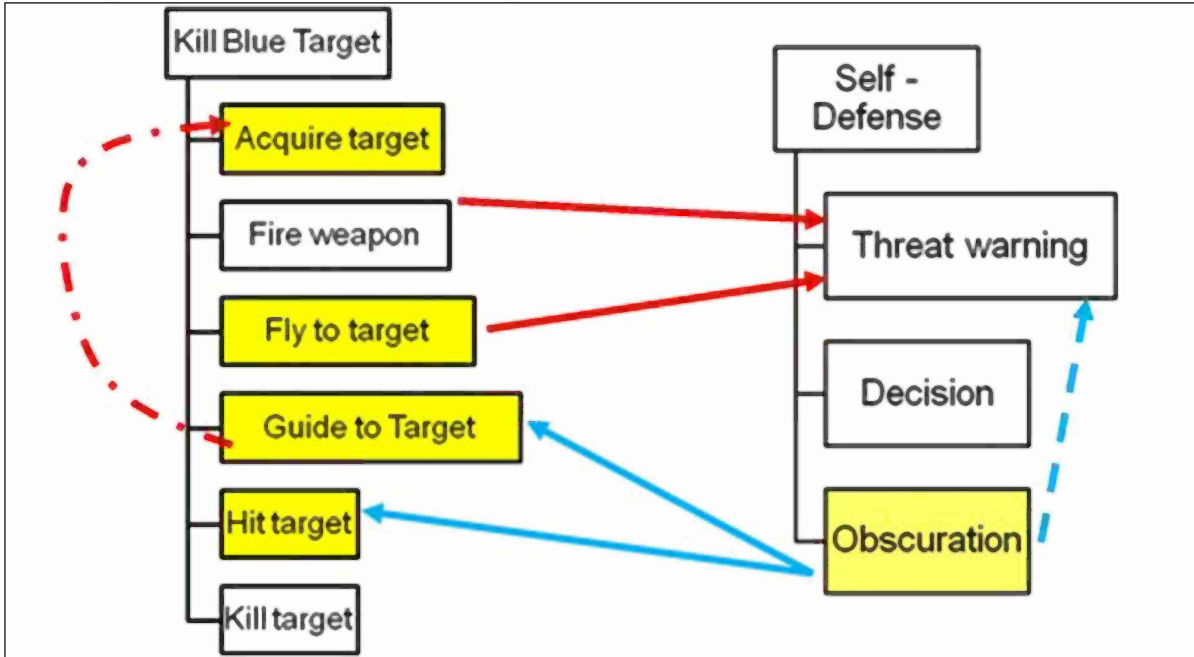 Kill Blue Target
Acquire target
Fire weapon
Fly to target
Guide to Target
Hit target
Kill target
Self -
Defense
Threat warning
Decision
Obscuration